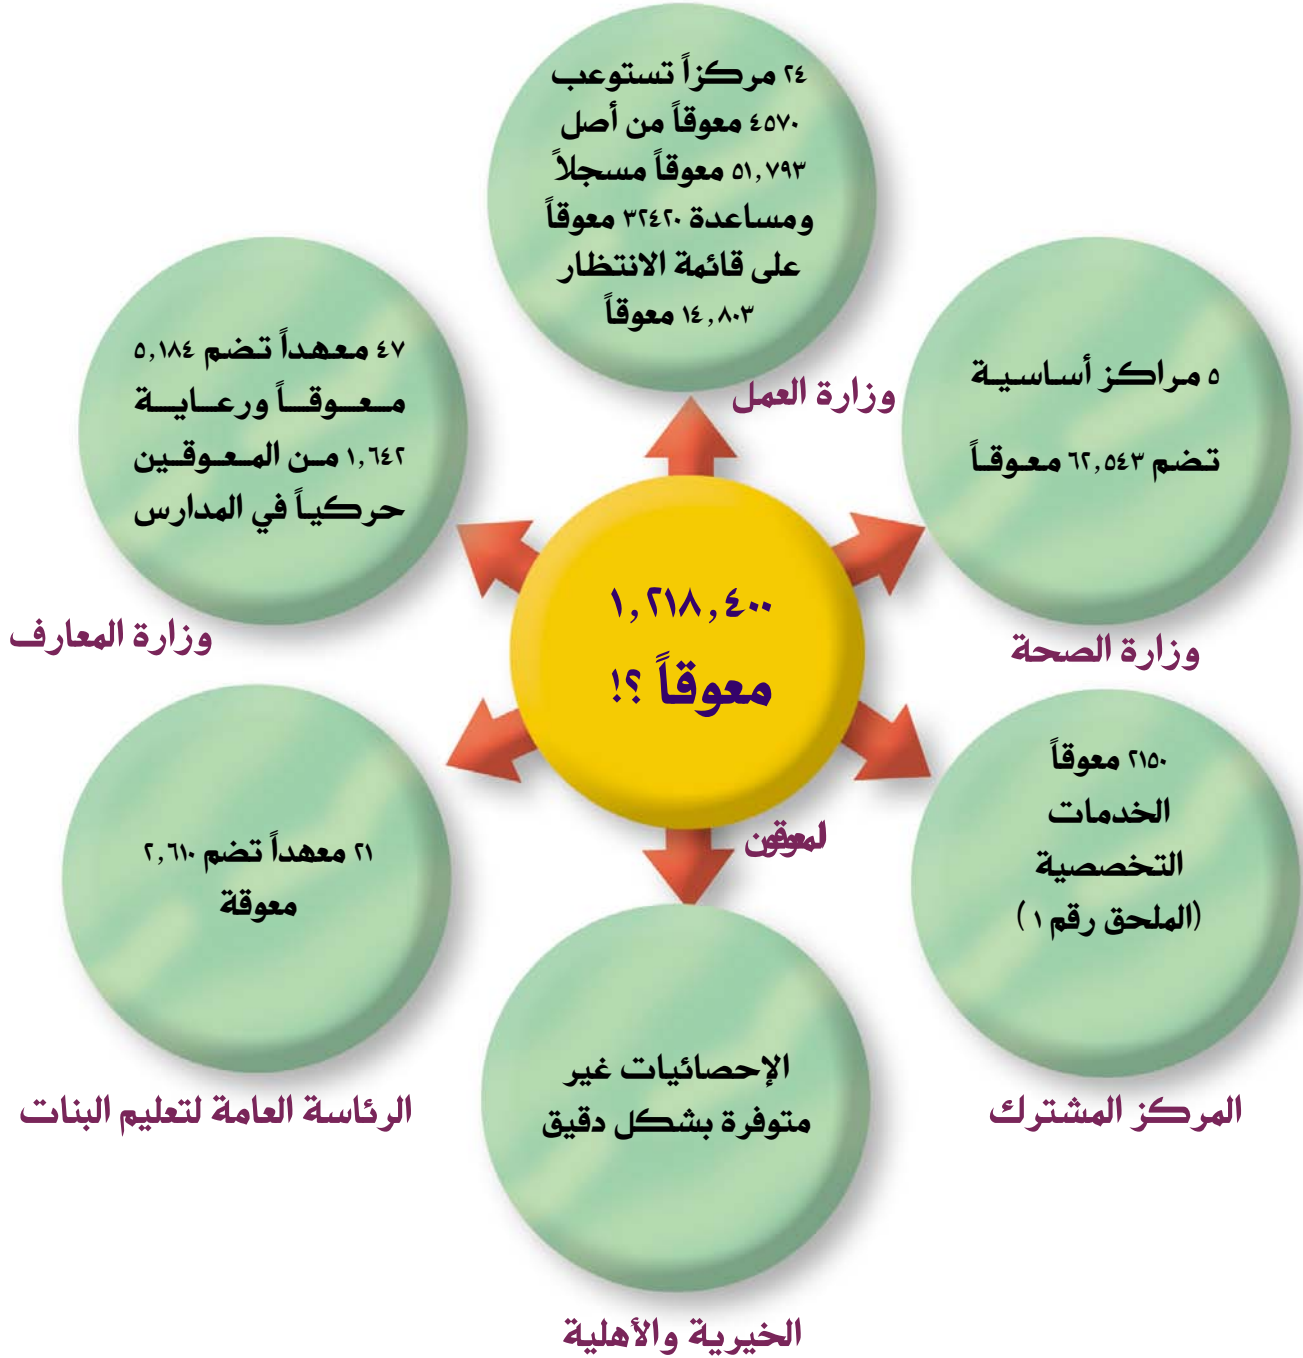 ٢٤ مركزاً تستوعب
٤٥٧٠ معوقاً من أصل
٥١,٧٩٣ معوقاً مسجلاً
ومساعدة ٣٢٤٢٠ معوقاً
على قائمة الانتظار
١٤,٨٠٣ معوقاً
وزارة العمل
٥ مراكز أساسية
تضم ٦٢,٥٤٣ معوقاً
وزارة الصحة
٤٧ معهداً تضم ٥,١٨٤
معوقاً ورعاية
١,٦٤٢ من المعوقين
حركياً في المدارس
وزارة المعارف
١,٢١٨,٤٠٠
معوقاً ؟!
المعوقون
٢١٥٠ معوقاً
الخدمات
التخصصية
(الملحق رقم ١)
المركز المشترك
٢١ معهداً تضم ٢,٦١٠
معوقة
الرئاسة العامة لتعليم البنات
الإحصائيات غير
متوفرة بشكل دقيق
الخيرية والأهلية